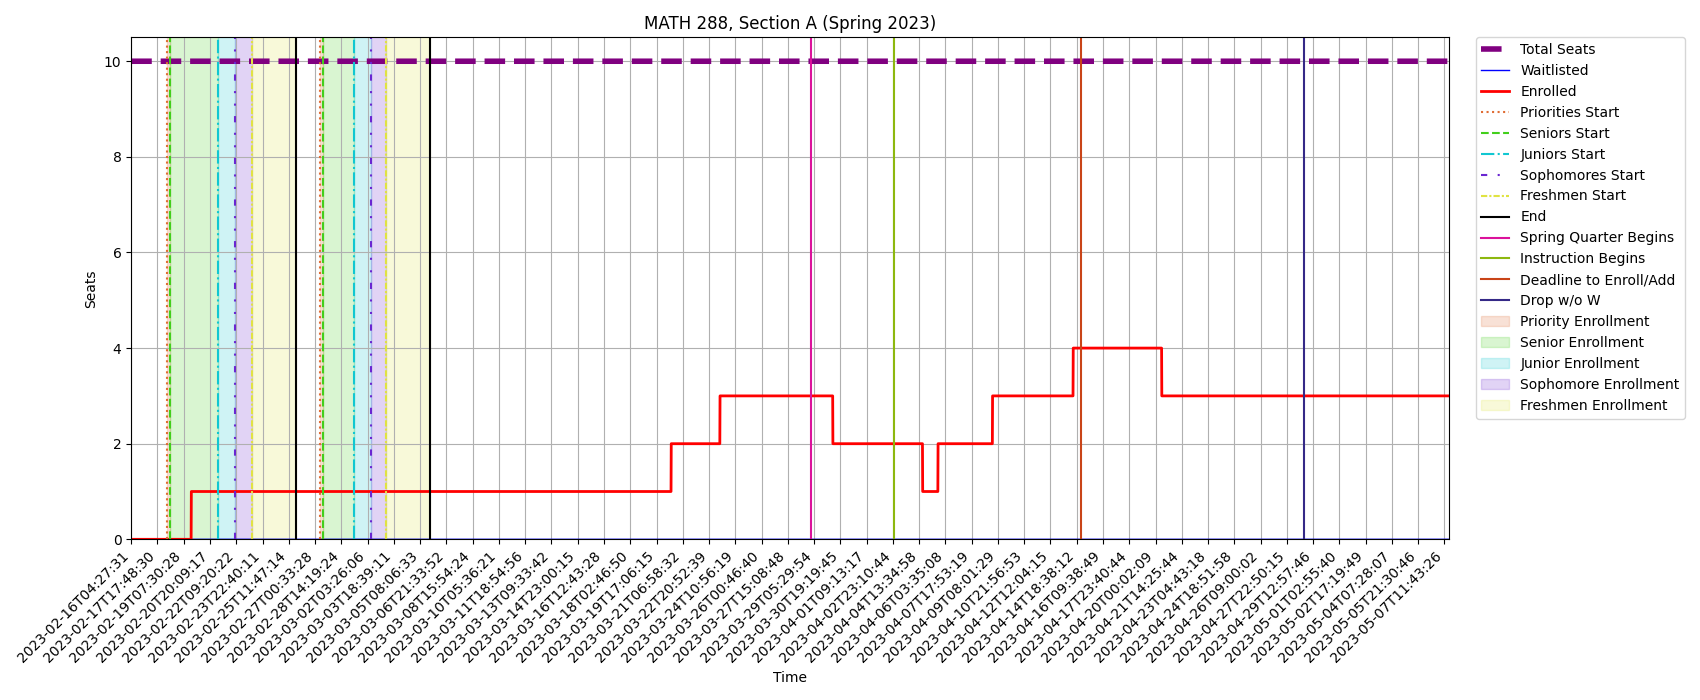 MATH 288, Section A (Spring 2023)
Seats
10
8
6
4
2
0
2023-02-16T04:27:31
2023-02-17T17:48:30
2023-02-19T07:30:28
2023-02-20T20:09:17
2023-02-22T09:20:22
2023-02-23T22:40:11
2023-02-25T11:47:14
2023-02-27T00:33:28
2023-02-28T14:19:24
2023-03-02T03:26:06
2023-03-03T18:39:11
2023-03-05T08:06:33
2023-03-06T21:33:52
2023-03-08T15:54:24
2023-03-10T05:36:21
2023-03-11T18:54:56
2023-03-13T09:33:42
2023-03-14T23:00:15
2023-03-16T12:43:28
2023-03-18T02:46:50
2023-03-19T17:06:15
2023-03-21T06:58:32
2023-03-22T20:52:39
2023-03-24T10:56:19
2023-03-26T00:46:40
2023-03-27T15:08:48
2023-03-29T05:29:54
2023-03-30T19:19:45
2023-04-01T09:13:17
2023-04-02T23:10:44
2023-04-04T13:34:58
2023-04-06T03:35:08
2023-04-07T17:53:19
2023-04-09T08:01:29
2023-04-10T21:56:53
2023-04-12T12:04:15
2023-04-14T18:38:12
2023-04-16T09:38:49
2023-04-17T23:40:44
2023-04-20T00:02:09
2023-04-21T14:25:44
2023-04-23T04:43:18
2023-04-24T18:51:58
2023-04-26T09:00:02
2023-04-27T22:50:15
2023-04-29T12:57:46
2023-05-01T02:55:40
2023-05-02T17:19:49
2023-05-04T07:28:07
2023-05-05T21:30:46
2023-05-07T11:43:26
Time
Total Seats
Waitlisted
Enrolled
Priorities Start
Seniors Start
Juniors Start
Sophomores Start
Freshmen Start
End
Spring Quarter Begins
Instruction Begins
Deadline to Enroll/Add
Drop w/o W
Priority Enrollment
Senior Enrollment
Junior Enrollment
Sophomore Enrollment
Freshmen Enrollment